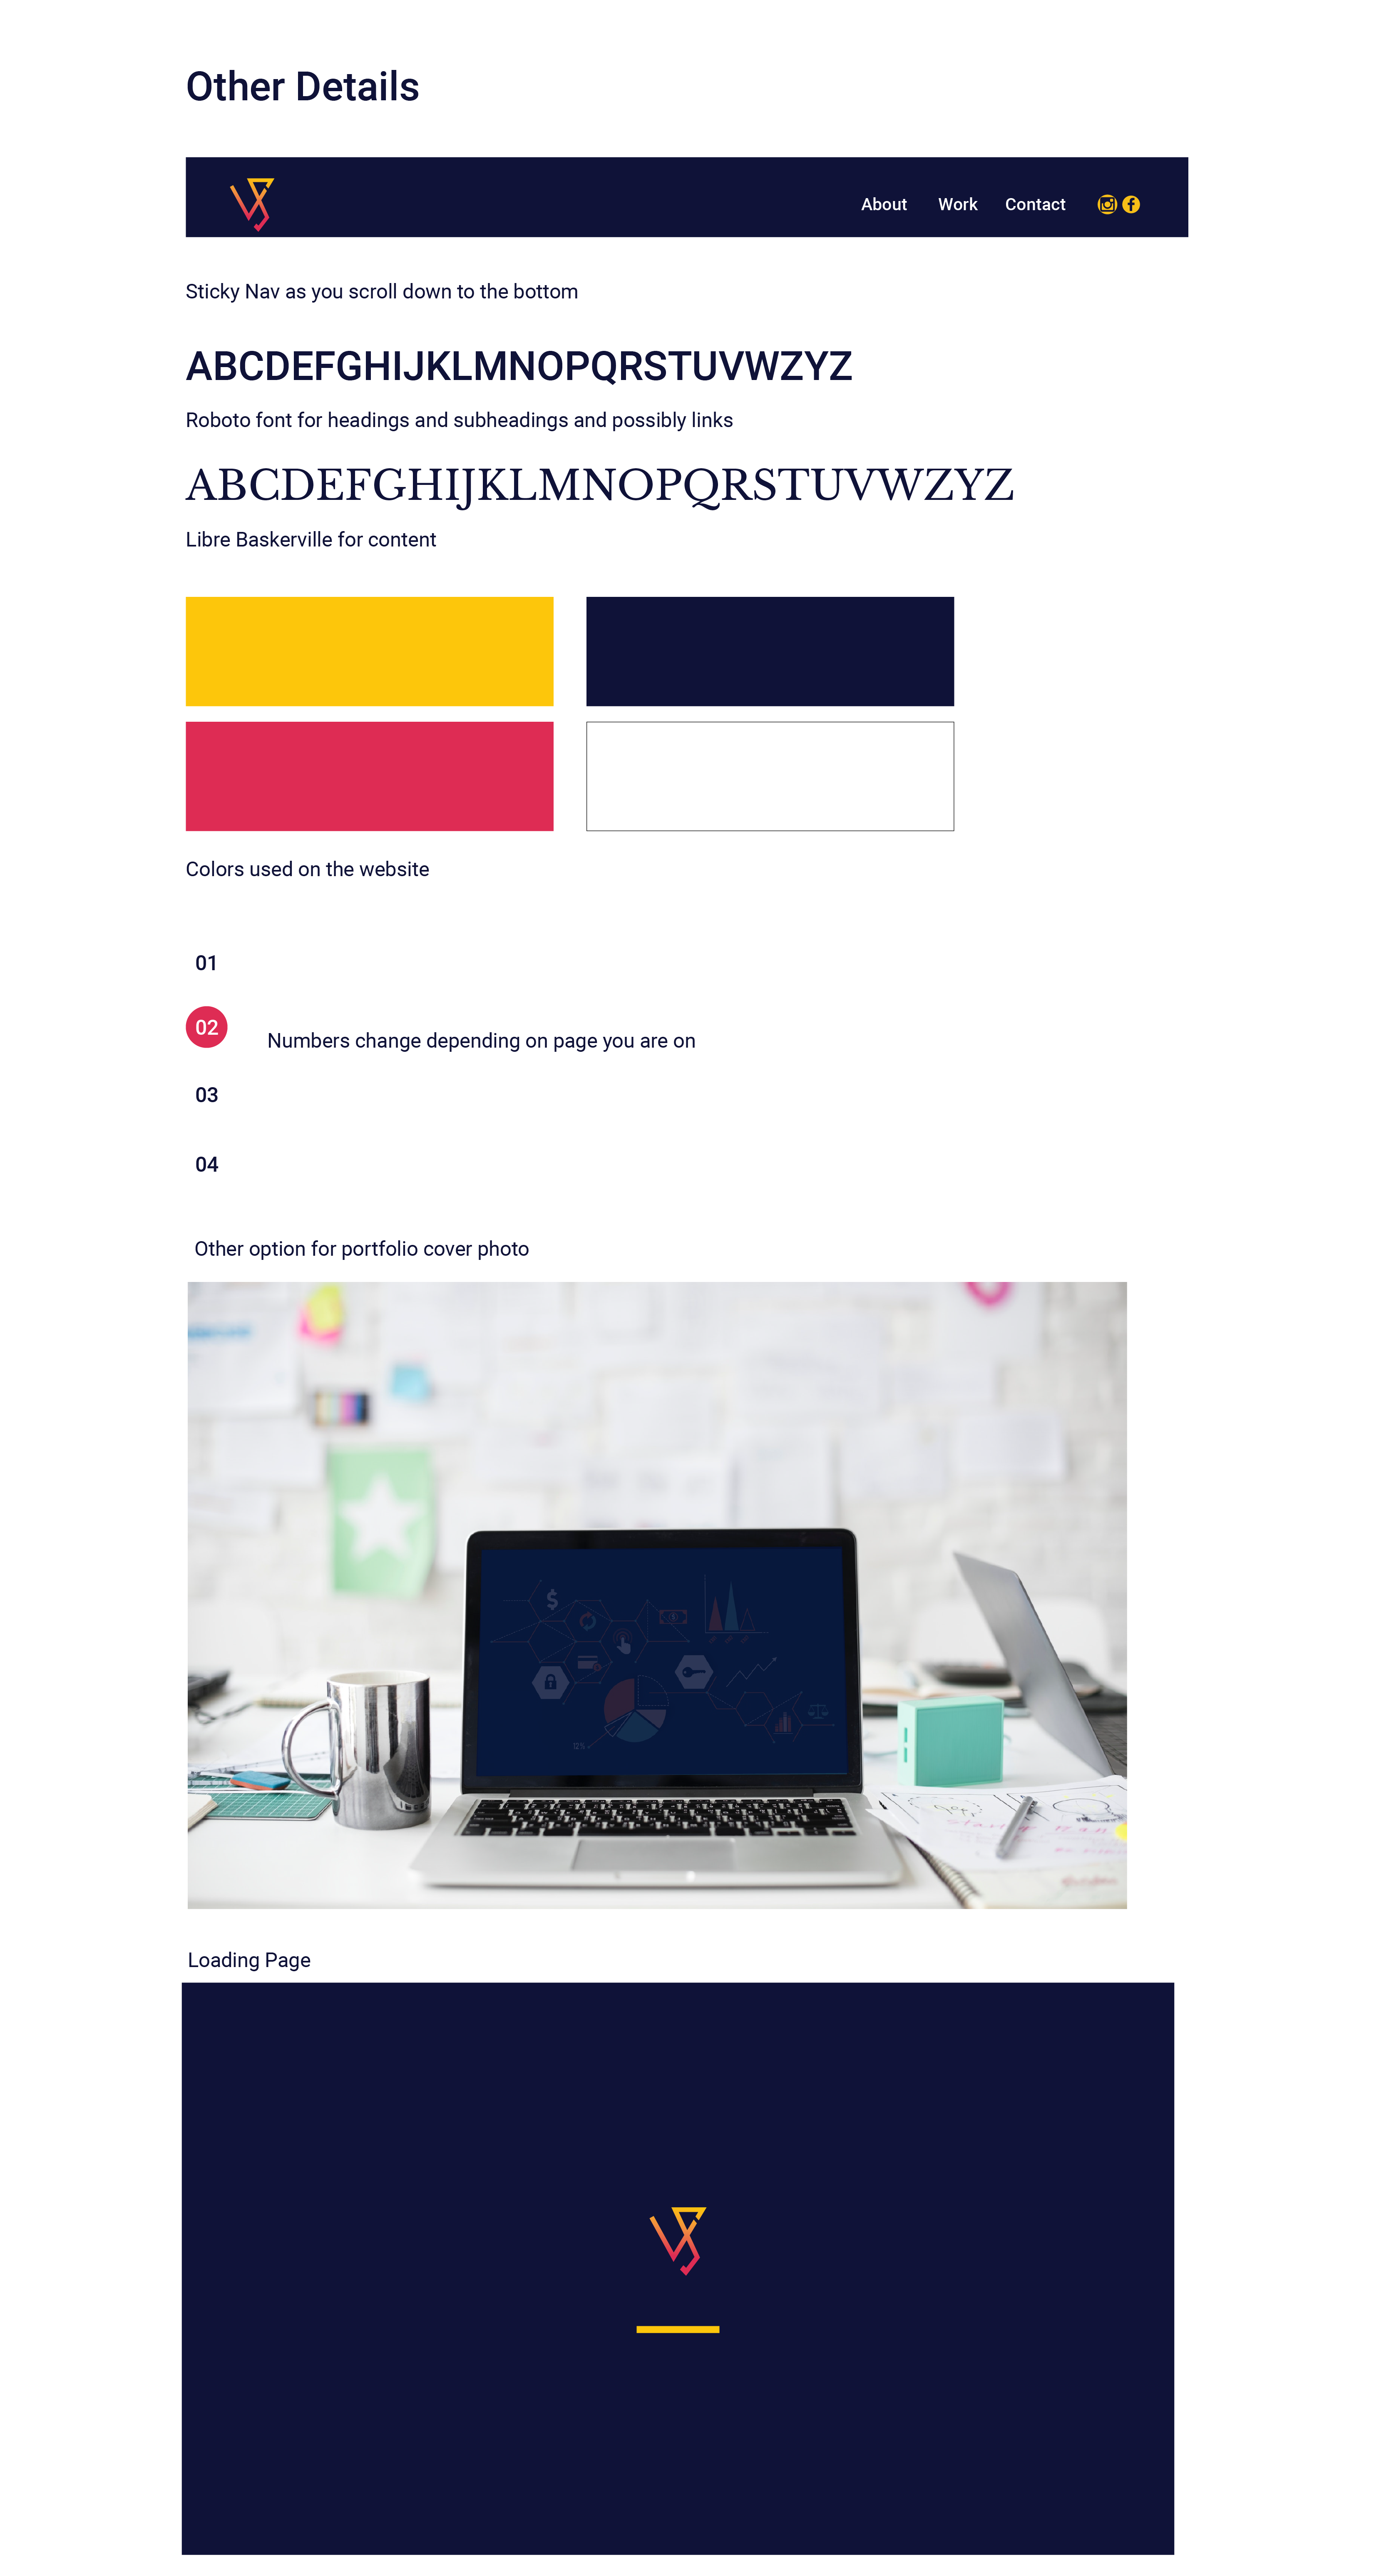 Other Details
About Work Contact
Sticky Nav as you scroll down to the bottom
ABCDEFGHIJKLMNOPQRSTUVWZYZ
Roboto font for headings and subheadings and possibly links
ABCDEFGHIJKLMNOPQRSTUVWZYZ
Libre Baskerville for content
Colors used on the website
01
02
Numbers change depending on page you are on
03
04
Other option for portfolio cover photo
$
12%
Loading Page